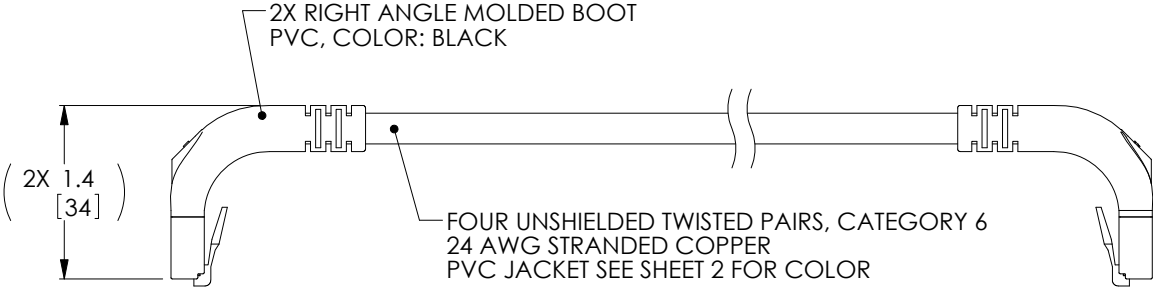 2X RIGHT ANGLE MOLDED BOOT
PVC, COLOR: BLACK
( 2X 1.4 )
[34]
FOUR UNSHIELDED TWISTED PAIRS, CATEGORY 6
24 AWG STRANDED COPPER
PVC JACKET SEE SHEET 2 FOR COLOR